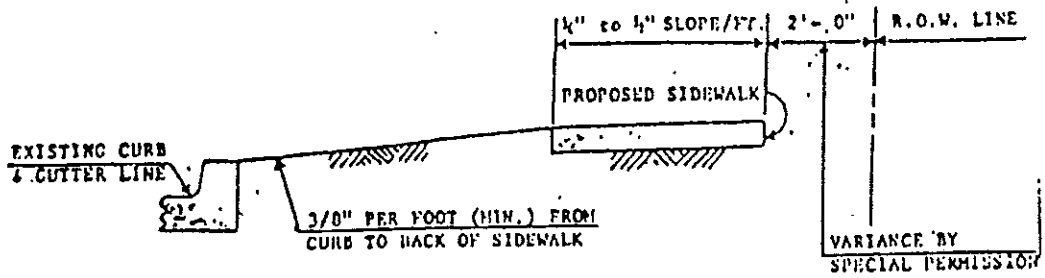 ¼" to ½" SLOPE/FT. 2'-0" R.O.W. LINE
PROPOSED SIDEWALK
EXISTING CURB
& GUTTER LINE
3/8" PER FOOT (MIN.) FROM
CURB TO BACK OF SIDEWALK
VARIANCE BY
SPECIAL PERMISSION